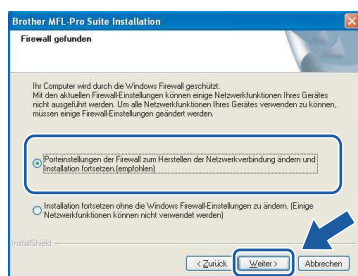 Brother MFL-Pro Suite Installation
Firewall gefunden
Ihr Computer wird durch die Windows Firewall geschützt.
Mit den aktuellen Firewall-Einstellungen können einige Netzwerkfunktionen Ihres Gerätes
nicht ausgeführt werden. Um alle Netzwerkfunktionen Ihres Gerätes verwenden zu können,
müssen einige Firewall-Einstellungen geändert werden.
Porteinstellungen der Firewall zum Herstellen der Netzwerkverbindung ändern und
Installation fortsetzen.(empfohlen)
Installation fortsetzen ohne die Windows Firewall-Einstellungen zu ändern. (Einige
Netzwerkfunktionen können nicht verwendet werden)
InstallShield
< Zurück Weiter > Abbrechen